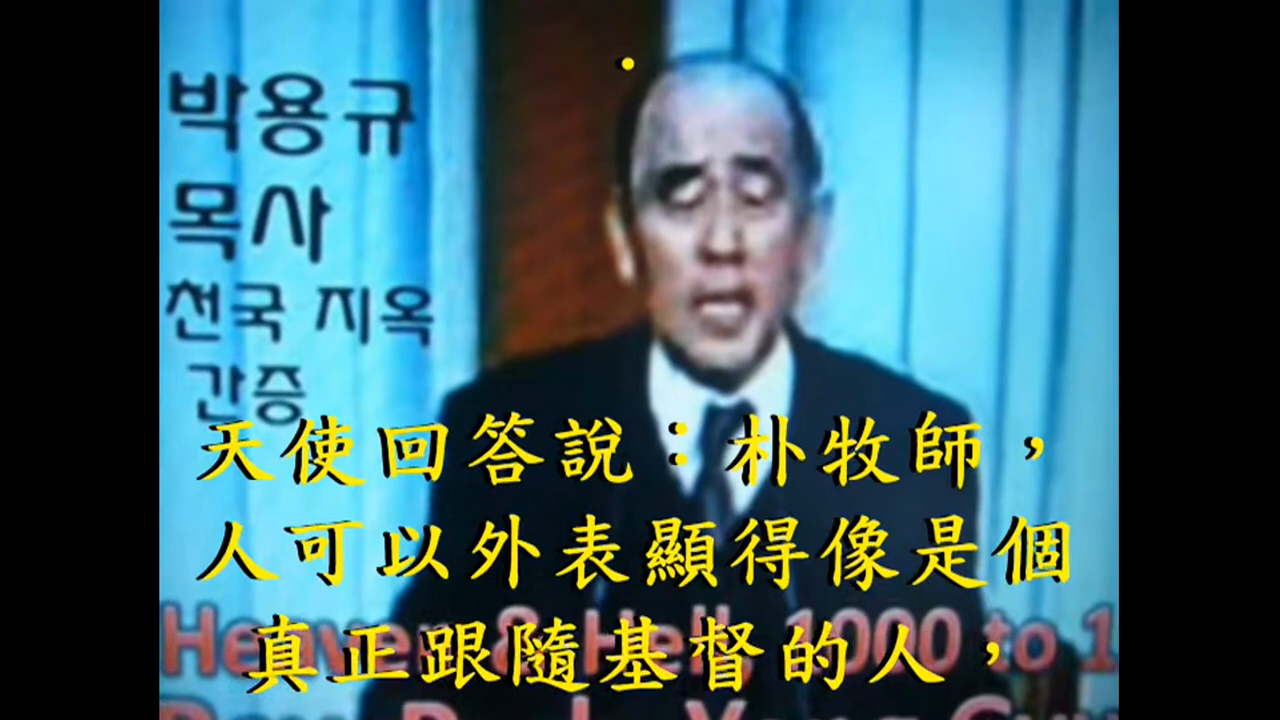 박용규
목사
천국 지옥
간증
天使回答說：朴牧師，
人可以外表顯得像是個
真正跟隨基督的人，
Heaven & Hell, 1000 to 1